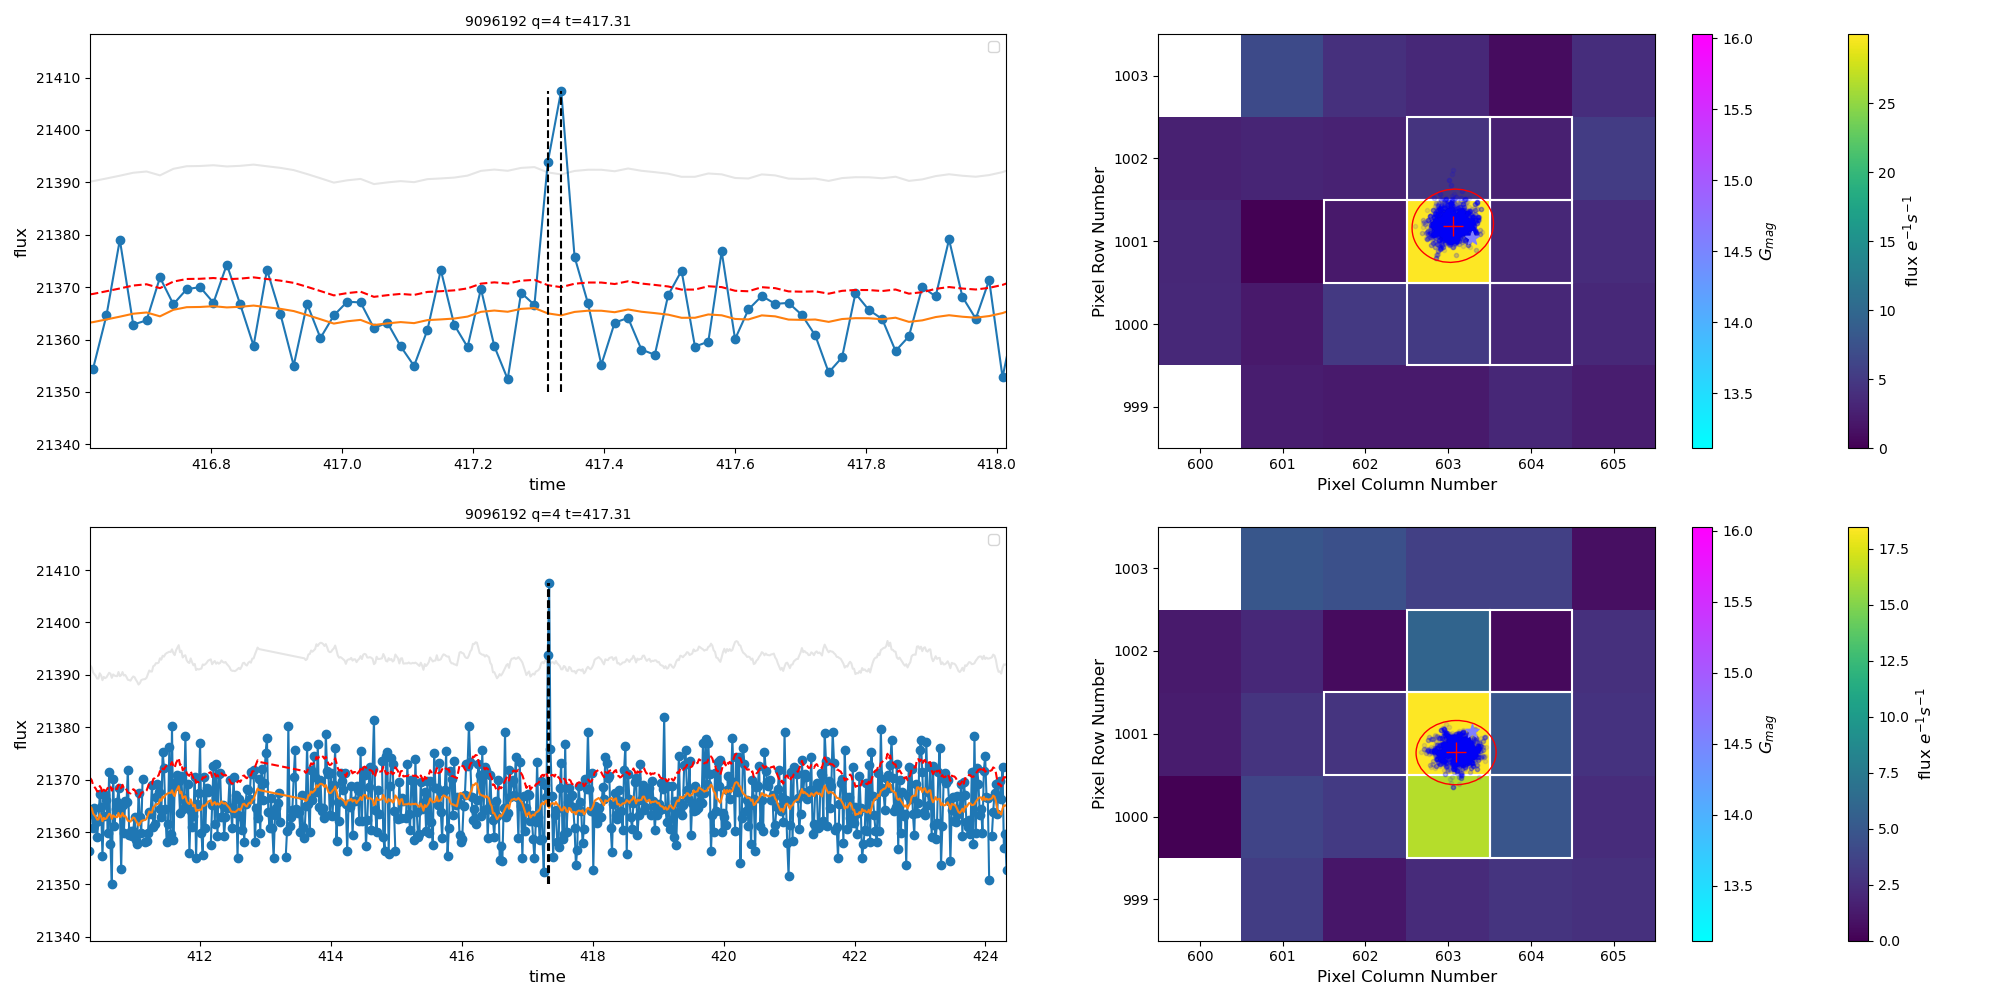 9096192 q=4 t=417.31
21410
21400
21390
21380
21370
21360
21350
21340
flux
416.8 417.0 417.2 417.4 417.6 417.8 418.0
time
1003
1002
1001
1000
999
Pixel Row Number
600 601 602 603 604 605
Pixel Column Number
16.0
15.5
15.0
14.5
14.0
13.5
G_mag
25
20
15
10
5
0
flux e⁻¹s⁻¹
9096192 q=4 t=417.31
21410
21400
21390
21380
21370
21360
21350
21340
flux
412 414 416 418 420 422 424
time
1003
1002
1001
1000
999
Pixel Row Number
600 601 602 603 604 605
Pixel Column Number
16.0
15.5
15.0
14.5
14.0
13.5
G_mag
17.5
15.0
12.5
10.0
7.5
5.0
2.5
0.0
flux e⁻¹s⁻¹